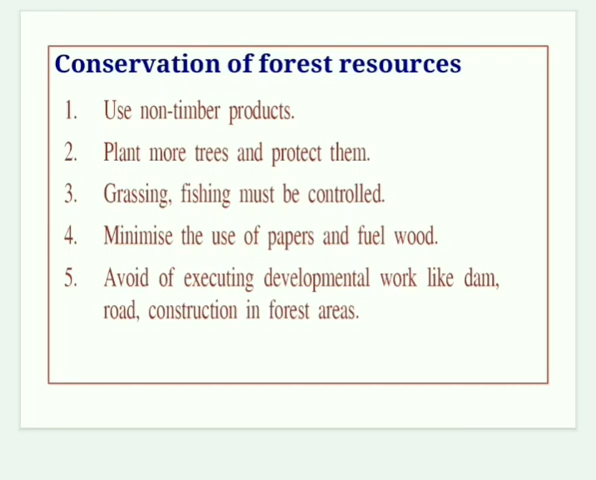 Conservation of forest resources
1. Use non-timber products.
2. Plant more trees and protect them.
3. Grassing, fishing must be controlled.
4. Minimise the use of papers and fuel wood.
5. Avoid of executing developmental work like dam,
road, construction in forest areas.